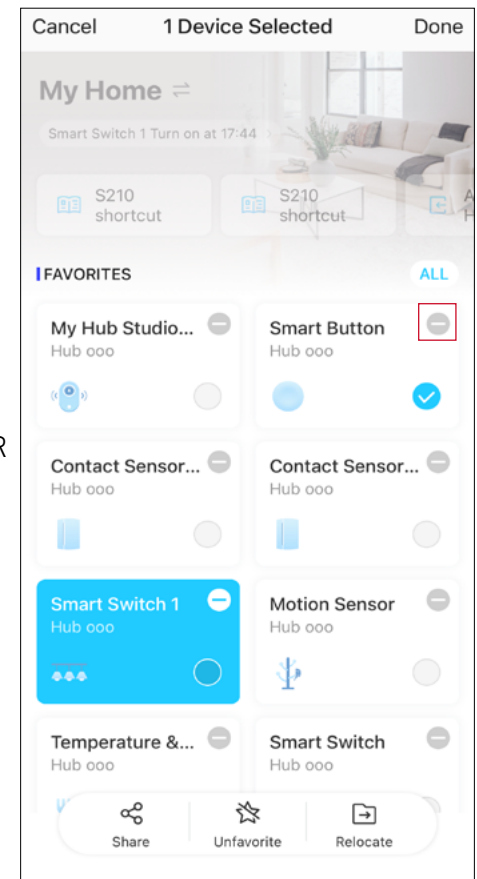 Cancel 1 Device Selected Done
My Home
Smart Switch 1 Turn on at 17:44
S210 S210 A
shortcut shortcut H
FAVORITES ALL
My Hub Studio... Smart Button
Hub ooo Hub ooo
R
Contact Sensor... Contact Sensor...
Hub ooo Hub ooo
Smart Switch 1 Motion Sensor
Hub ooo Hub ooo
Temperature &... Smart Switch
Hub ooo Hub ooo
Share Unfavorite Relocate